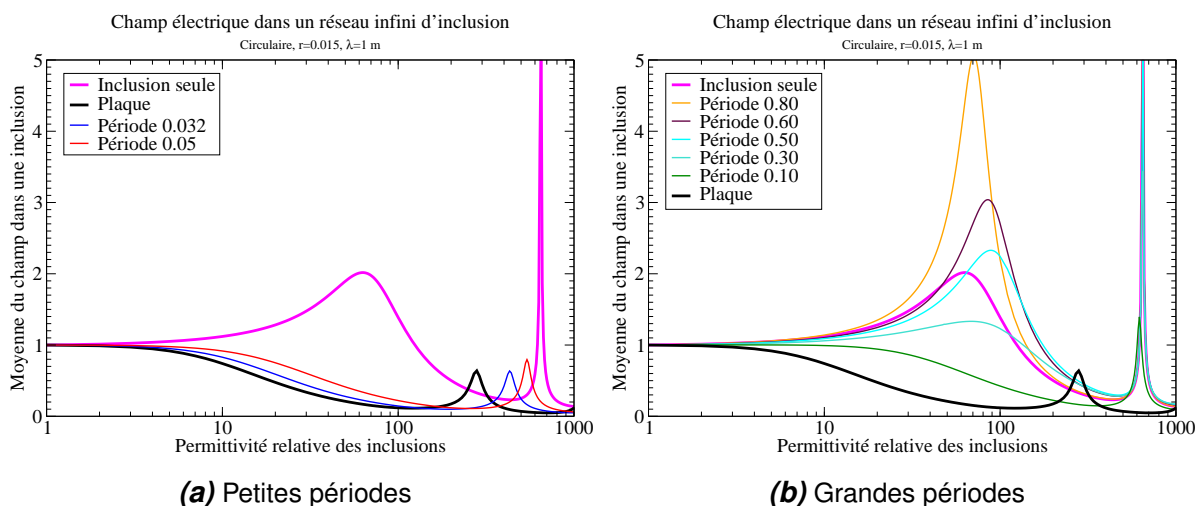 Champ électrique dans un réseau infini d'inclusion
Circulaire, r=0.015, λ=1 m
Moyenne du champ dans une inclusion
5
4
3
2
1
0
Inclusion seule
Plaque
Période 0.032
Période 0.05
1
10
100
1000
Permittivité relative des inclusions
(a) Petites périodes
Champ électrique dans un réseau infini d'inclusion
Circulaire, r=0.015, λ=1 m
Moyenne du champ dans une inclusion
5
4
3
2
1
0
Inclusion seule
Période 0.80
Période 0.60
Période 0.50
Période 0.30
Période 0.10
Plaque
1
10
100
1000
Permittivité relative des inclusions
(b) Grandes périodes